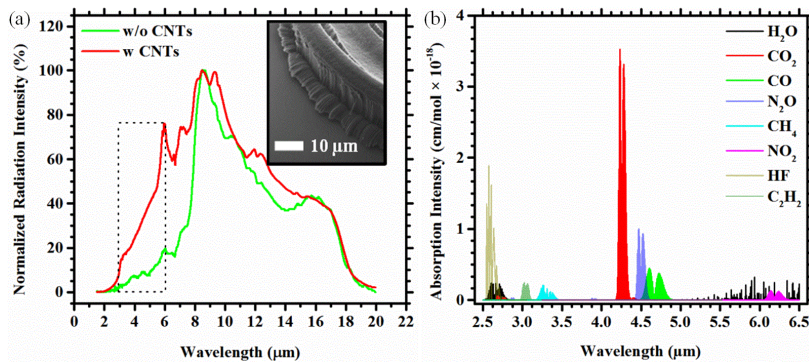 (a)
Normalized Radiation Intensity (%)
120
100
80
60
40
20
0
w/o CNTs
w CNTs
10 μm
0 2 4 6 8 10 12 14 16 18 20 22
Wavelength (μm)
(b)
Absorption Intensity (cm/mol × 10⁻¹⁸)
4
3
2
1
0
H₂O
CO₂
CO
N₂O
CH₄
NO₂
HF
C₂H₂
2.5 3.0 3.5 4.0 4.5 5.0 5.5 6.0 6.5
Wavelength (μm)